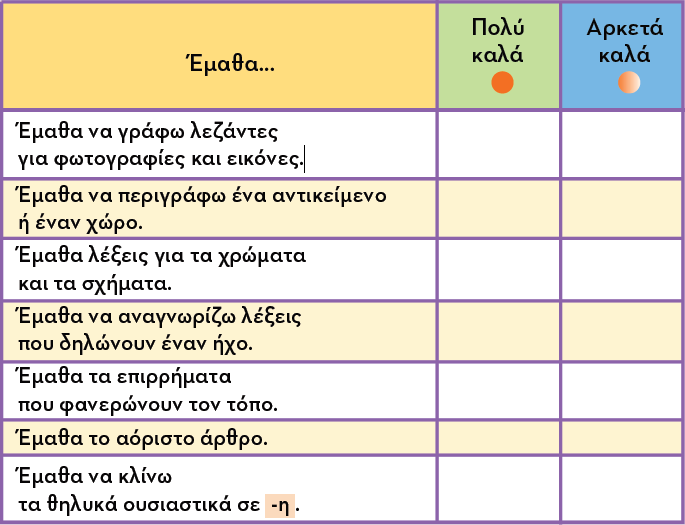 Έμαθα...
Πολύ
καλά
Αρκετά
καλά
Έμαθα να γράφω λεζάντες
για φωτογραφίες και εικόνες.
Έμαθα να περιγράφω ένα αντικείμενο
ή έναν χώρο.
Έμαθα λέξεις για τα χρώματα
και τα σχήματα.
Έμαθα να αναγνωρίζω λέξεις
που δηλώνουν έναν ήχο.
Έμαθα τα επιρρήματα
που φανερώνουν τον τόπο.
Έμαθα το αόριστο άρθρο.
Έμαθα να κλίνω
τα θηλυκά ουσιαστικά σε -η .